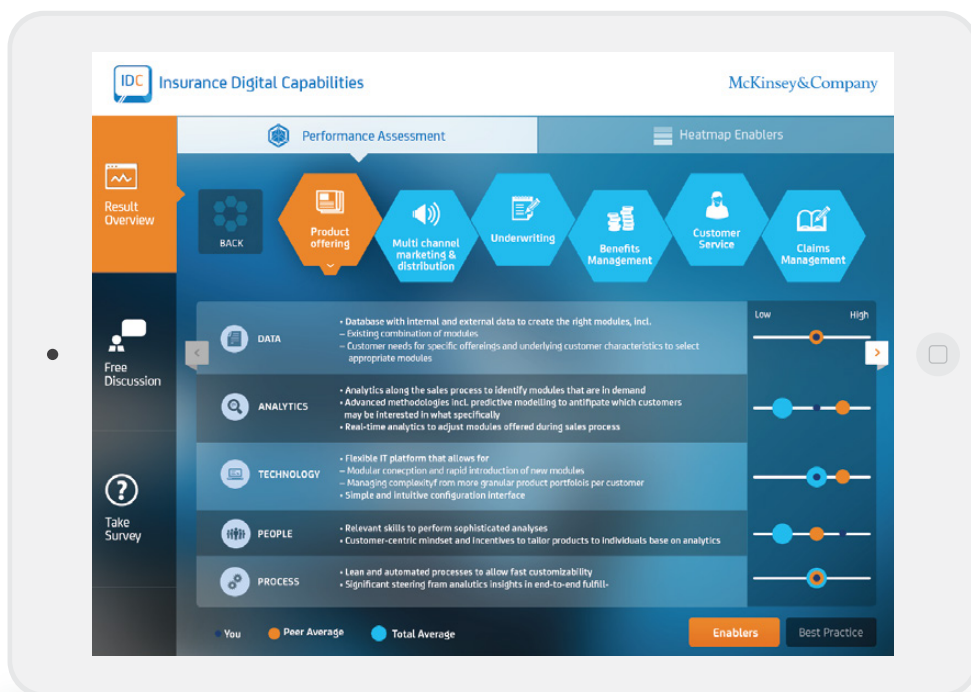 IDC Insurance Digital Capabilities
McKinsey&Company
Performance Assessment
Heatmap Enablers
Result
Overview
BACK
Product
offering
Multi channel
marketing &
distribution
Underwriting
Benefits
Management
Customer
Service
Claims
Management
Low High
DATA
• Database with internal and external data to create the right modules, incl.
– Existing combination of modules
– Customer needs for specific offereings and underlying customer characteristics to select
appropriate modules
Free
Discussion
ANALYTICS
• Analytics along the sales process to identify modules that are in demand
• Advanced methodologies incl. predictive modelling to antifipate which customers
may be interested in what specifically
• Real-time analytics to adjust modules offered during sales process
TECHNOLOGY
• Flexible IT platform that allows for
– Modular conecption and rapid introduction of new modules
– Managing complexityf rom more granular product portfolois per customer
• Simple and intuitive configuration interface
?
Take
Survey
PEOPLE
• Relevant skills to perform sophisticated analyses
• Customer-centric mindset and incentives to tailor products to individuals base on analytics
PROCESS
• Lean and automated processes to allow fast customizability
• Significant steering fram analutics insights in end-to-end fulfill-
You Peer Average Total Average
Enablers
Best Practice